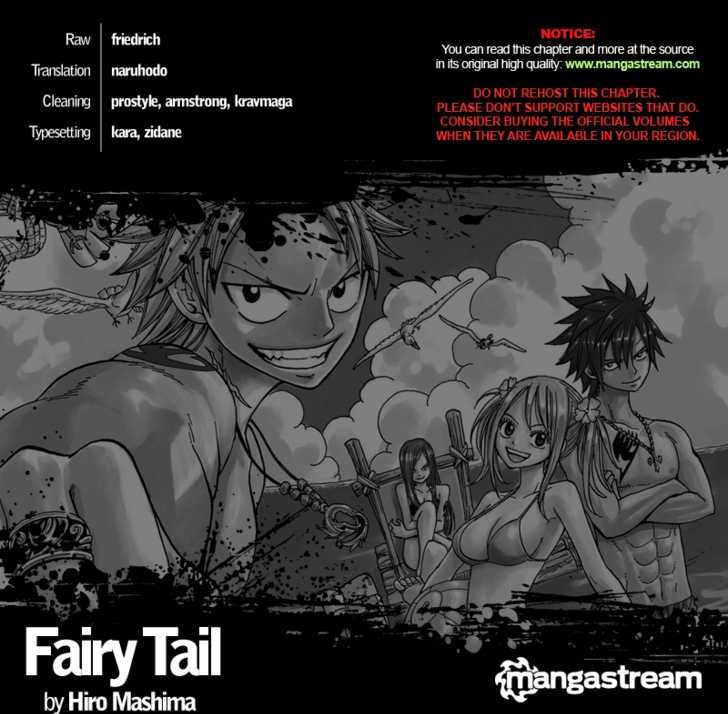 Raw friedrich
Translation naruhodo
Cleaning prostyle, armstrong, kravmaga
Typesetting kara, zidane
NOTICE:
You can read this chapter and more at the source
in its original high quality: www.mangastream.com
DO NOT REHOST THIS CHAPTER.
PLEASE DON'T SUPPORT WEBSITES THAT DO.
CONSIDER BUYING THE OFFICIAL VOLUMES
WHEN THEY ARE AVAILABLE IN YOUR REGION.
Fairy Tail
by Hiro Mashima
mangastream